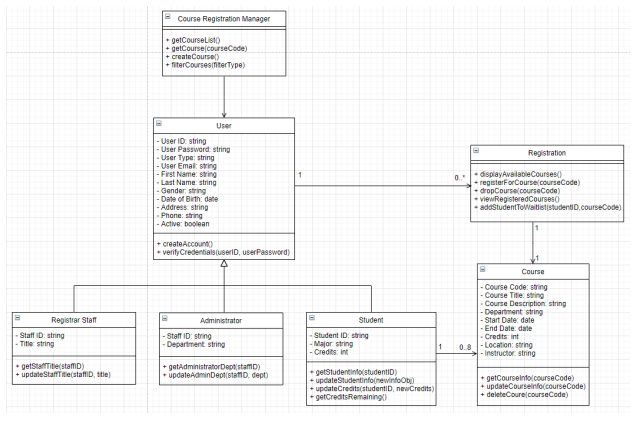 Course Registration Manager
+ getCourseList()
+ getCourse(courseCode)
+ createCourse()
+ filterCourses(filterType)
User
- User ID: string
- User Password: string
- User Type: string
- User Email: string
- First Name: string
- Last Name: string
- Gender: string
- Date of Birth: date
- Address: string
- Phone: string
- Active: boolean
+ createAccount()
+ verifyCredentials(userID, userPassword)
1
0..*
Registration
+ displayAvailableCourses()
+ registerForCourse(courseCode)
+ dropCourse(courseCode)
+ viewRegisteredCourses()
+ addStudentToWaitlist(studentID,courseCode)
1
1
Course
- Course Code: string
- Course Title: string
- Course Description: string
- Department: string
- Start Date: date
- End Date: date
- Credits: int
- Location: string
- Instructor: string
+ getCourseInfo(courseCode)
+ updateCourseInfo(courseCode)
+ deleteCoure(courseCode)
Registrar Staff
- Staff ID: string
- Title: string
+ getStaffTitle(staffID)
+ updateStaffTitle(staffID, title)
Administrator
- Staff ID: string
- Department: string
+ getAdministratorDept(staffID)
+ updateAdminDept(staffID, dept)
Student
- Student ID: string
- Major: string
- Credits: int
+ getStudentInfo(studentID)
+ updateStudentInfo(newInfoObj)
+ updateCredits(studentID, newCredits)
+ getCreditsRemaining()
1
0..8